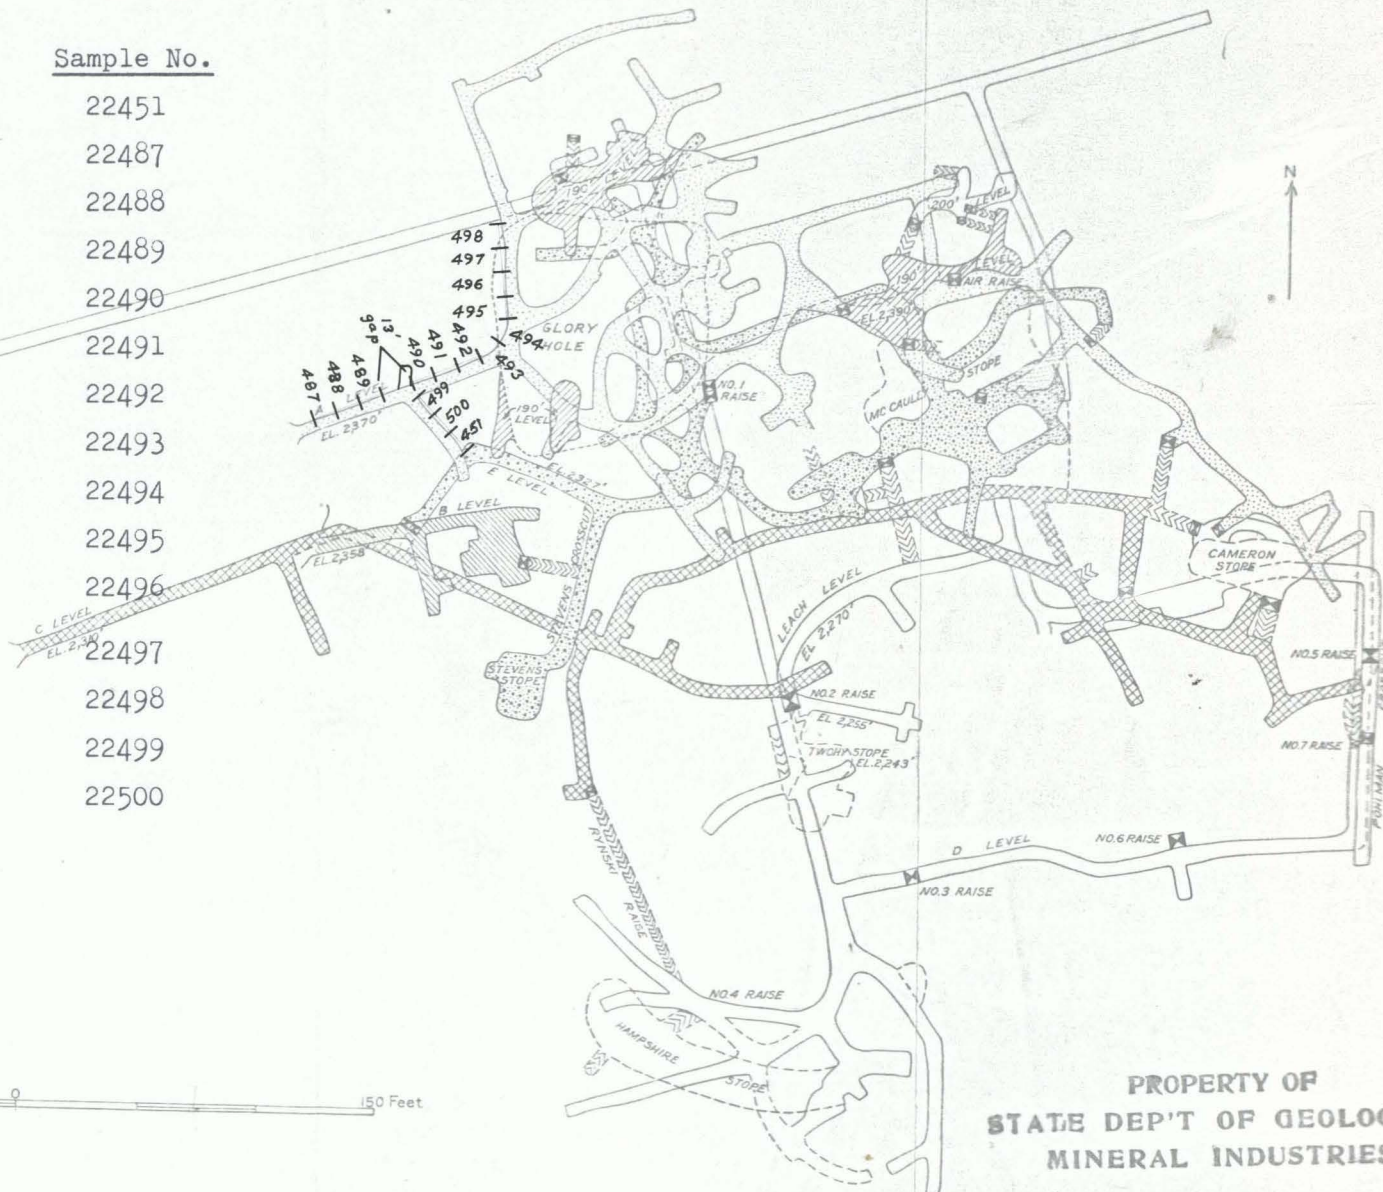 Sample No.
22451
22487
22488
22489
22490
22491
22492
22493
22494
22495
22496
22497
22498
22499
22500
498
497
496
495
494
493
492
491
490
13'
gap
489
488
487
499
500
451
EL. 2370'
GLORY
HOLE
190'
LEVEL
NO. 1
RAISE
200' LEVEL
190' LEVEL
AIR RAISE
EL. 2,390'
STOPE
MC CAULL
N
E LEVEL
EL. 2327'
B LEVEL
EL. 2,358'
C LEVEL
STEVENS
STEVENS
STOPE
LEACH LEVEL
EL 2,270'
CAMERON
STOPE
NO.5 RAISE
NO.2 RAISE
EL 2,255'
STOPE
EL.2,243'
NO.7 RAISE
PONIMAN
D LEVEL
NO.6 RAISE
NO.3 RAISE
RYNSKI RAISE
NO.4 RAISE
HAMPSHIRE
STOPE
0
150 Feet
PROPERTY OF
STATE DEP'T OF GEOLOG
MINERAL INDUSTRIES